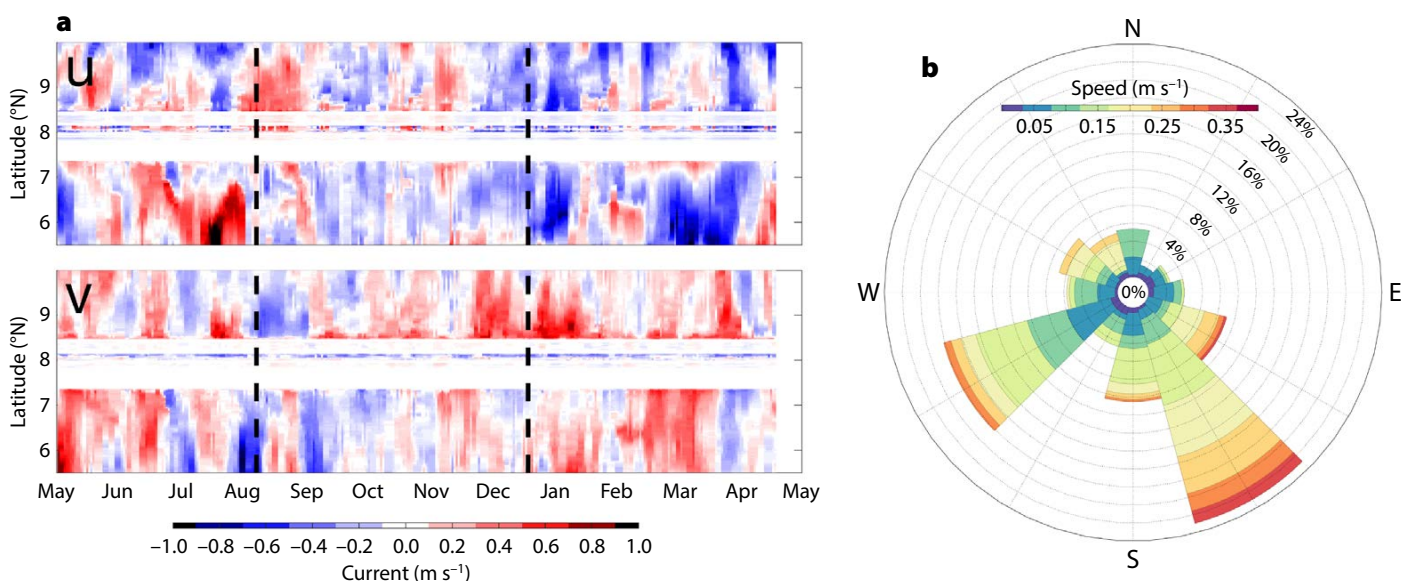 a
u
Latitude (°N)
9
8
7
6
v
Latitude (°N)
9
8
7
6
May Jun Jul Aug Sep Oct Nov Dec Jan Feb Mar Apr May
−1.0 −0.8 −0.6 −0.4 −0.2 0.0 0.2 0.4 0.6 0.8 1.0
Current (m s⁻¹)
b
N
Speed (m s⁻¹)
0.05 0.15 0.25 0.35
24%
20%
16%
12%
8%
4%
0%
W
E
S